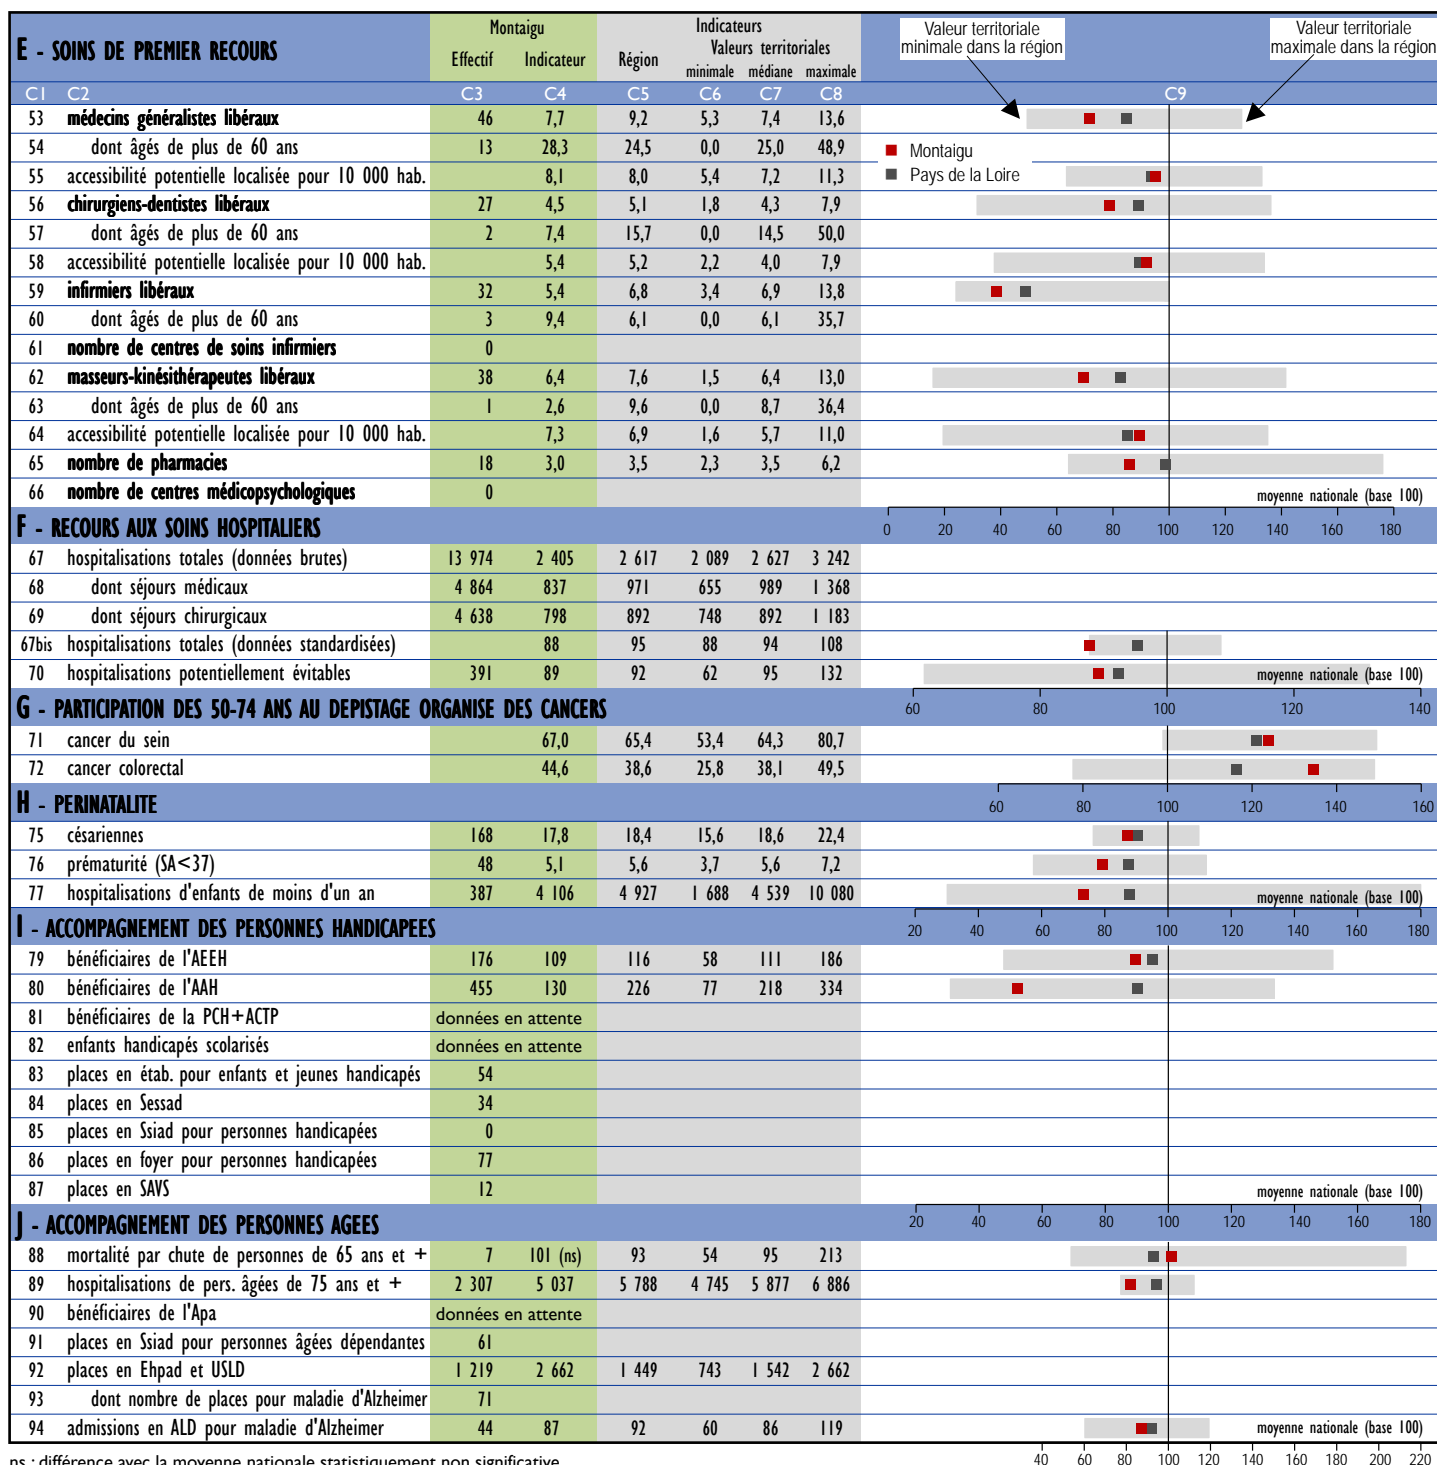 E - SOINS DE PREMIER RECOURS
Montaigu
Effectif Indicateur
Indicateurs
Région
Valeurs territoriales
minimale médiane maximale
Valeur territoriale
minimale dans la région
Valeur territoriale
maximale dans la région
C1 C2 C3 C4 C5 C6 C7 C8 C9
53 médecins généralistes libéraux 46 7,7 9,2 5,3 7,4 13,6
54 dont âgés de plus de 60 ans 13 28,3 24,5 0,0 25,0 48,9
Montaigu
55 accessibilité potentielle localisée pour 10 000 hab. 8,1 8,0 5,4 7,2 11,3
Pays de la Loire
56 chirurgiens-dentistes libéraux 27 4,5 5,1 1,8 4,3 7,9
57 dont âgés de plus de 60 ans 2 7,4 15,7 0,0 14,5 50,0
58 accessibilité potentielle localisée pour 10 000 hab. 5,4 5,2 2,2 4,0 7,9
59 infirmiers libéraux 32 5,4 6,8 3,4 6,9 13,8
60 dont âgés de plus de 60 ans 3 9,4 6,1 0,0 6,1 35,7
61 nombre de centres de soins infirmiers 0
62 masseurs-kinésithérapeutes libéraux 38 6,4 7,6 1,5 6,4 13,0
63 dont âgés de plus de 60 ans 1 2,6 9,6 0,0 8,7 36,4
64 accessibilité potentielle localisée pour 10 000 hab. 7,3 6,9 1,6 5,7 11,0
65 nombre de pharmacies 18 3,0 3,5 2,3 3,5 6,2
66 nombre de centres médicopsychologiques 0 moyenne nationale (base 100)
F - RECOURS AUX SOINS HOSPITALIERS
0 20 40 60 80 100 120 140 160 180
67 hospitalisations totales (données brutes) 13 974 2 405 2 617 2 089 2 627 3 242
68 dont séjours médicaux 4 864 837 971 655 989 1 368
69 dont séjours chirurgicaux 4 638 798 892 748 892 1 183
67bis hospitalisations totales (données standardisées) 88 95 88 94 108
70 hospitalisations potentiellement évitables 391 89 92 62 95 132 moyenne nationale (base 100)
G - PARTICIPATION DES 50-74 ANS AU DEPISTAGE ORGANISE DES CANCERS
60 80 100 120 140
71 cancer du sein 67,0 65,4 53,4 64,3 80,7
72 cancer colorectal 44,6 38,6 25,8 38,1 49,5
H - PERINATALITE
60 80 100 120 140 160
75 césariennes 168 17,8 18,4 15,6 18,6 22,4
76 prématurité (SA<37) 48 5,1 5,6 3,7 5,6 7,2
77 hospitalisations d'enfants de moins d'un an 387 4 106 4 927 1 688 4 539 10 080 moyenne nationale (base 100)
I - ACCOMPAGNEMENT DES PERSONNES HANDICAPEES
20 40 60 80 100 120 140 160 180
79 bénéficiaires de l'AEEH 176 109 116 58 111 186
80 bénéficiaires de l'AAH 455 130 226 77 218 334
81 bénéficiaires de la PCH+ACTP données en attente
82 enfants handicapés scolarisés données en attente
83 places en étab. pour enfants et jeunes handicapés 54
84 places en Sessad 34
85 places en Ssiad pour personnes handicapées 0
86 places en foyer pour personnes handicapées 77
87 places en SAVS 12 moyenne nationale (base 100)
J - ACCOMPAGNEMENT DES PERSONNES AGEES
20 40 60 80 100 120 140 160 180
88 mortalité par chute de personnes de 65 ans et + 7 101 (ns) 93 54 95 213
89 hospitalisations de pers. âgées de 75 ans et + 2 307 5 037 5 788 4 745 5 877 6 886
90 bénéficiaires de l'Apa données en attente
91 places en Ssiad pour personnes âgées dépendantes 61
92 places en Ehpad et USLD 1 219 2 662 1 449 743 1 542 2 662
93 dont nombre de places pour maladie d'Alzheimer 71
94 admissions en ALD pour maladie d'Alzheimer 44 87 92 60 86 119 moyenne nationale (base 100)
40 60 80 100 120 140 160 180 200 220
ns : différence avec la moyenne nationale statistiquement non significative